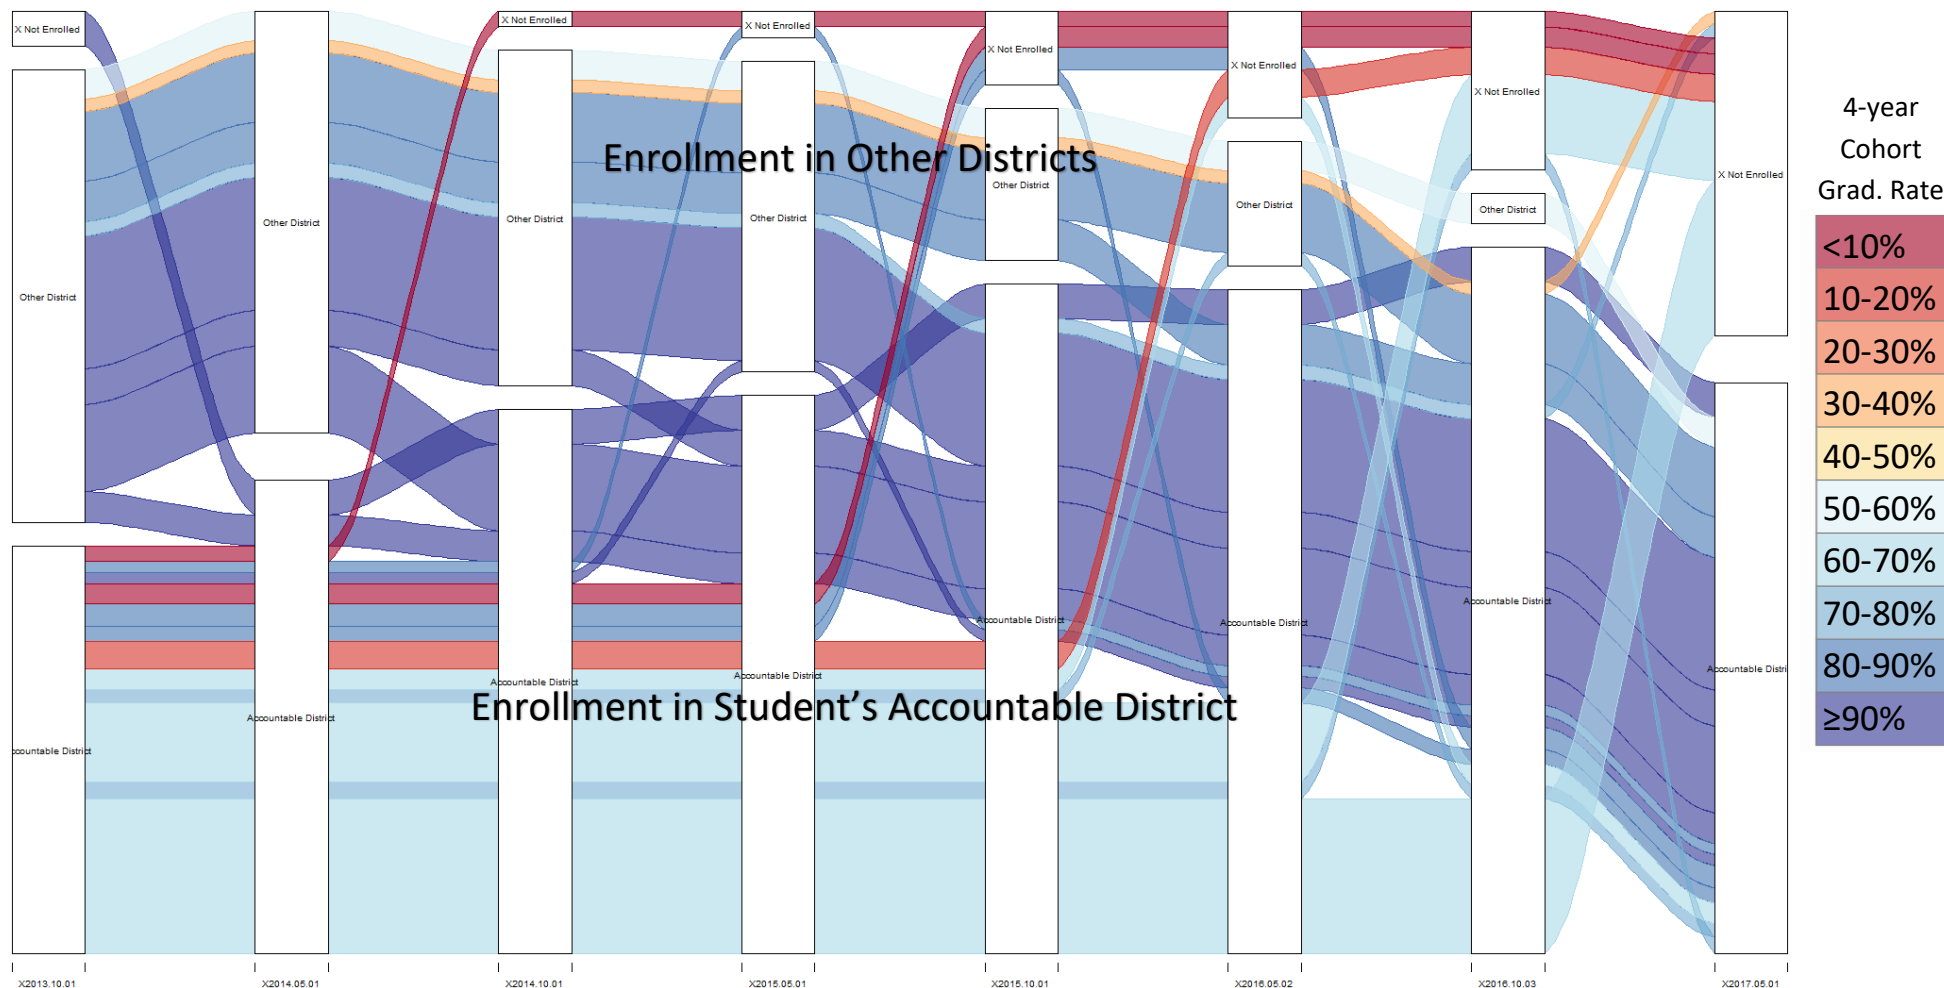 X Not Enrolled
Other District
ccountable District
X2013.10.01
Other District
Accountable District
X2014.05.01
X Not Enrolled
Other District
Accountable District
X2014.10.01
X Not Enrolled
Other District
Accountable District
X2015.05.01
X Not Enrolled
Other District
Accountable District
X2015.10.01
X Not Enrolled
Other District
Accountable District
X2016.05.02
X Not Enrolled
Other District
Accountable District
X2016.10.03
X Not Enrolled
Accountable Distri
X2017.05.01
Enrollment in Other Districts
Enrollment in Student's Accountable District
4-year
Cohort
Grad. Rate
<10%
10-20%
20-30%
30-40%
40-50%
50-60%
60-70%
70-80%
80-90%
≥90%